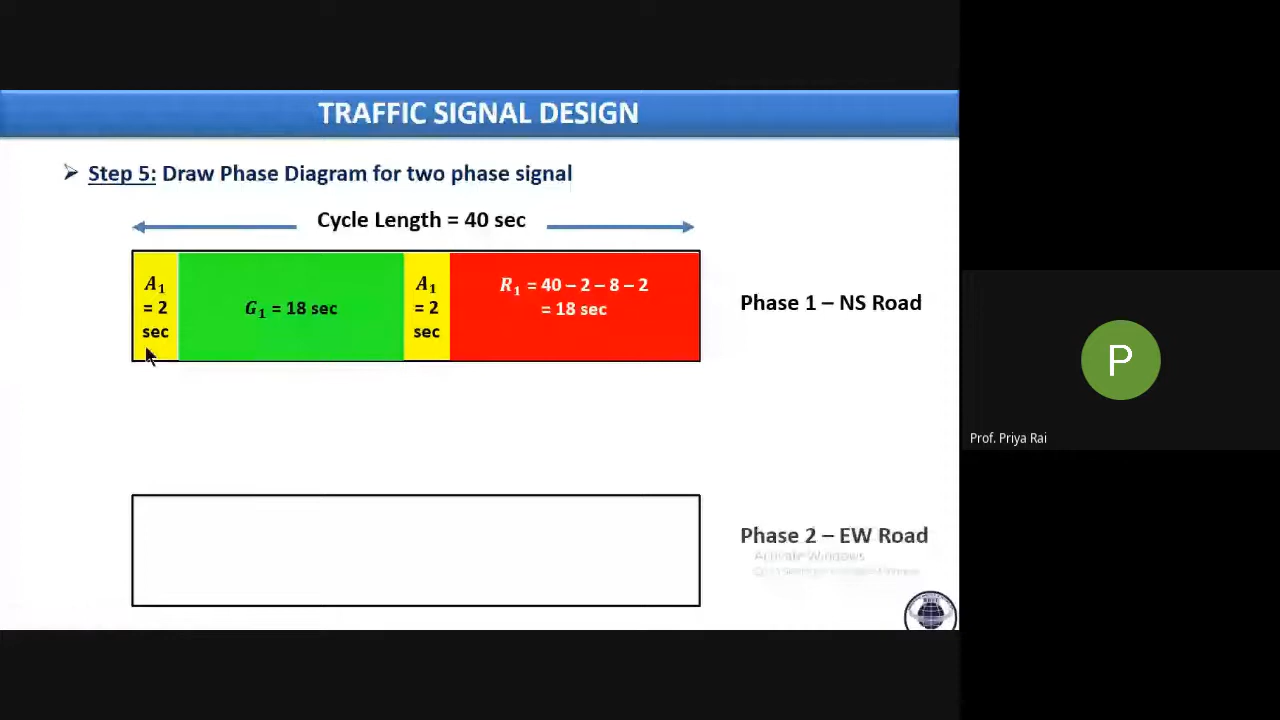 TRAFFIC SIGNAL DESIGN
➤ Step 5: Draw Phase Diagram for two phase signal
Cycle Length = 40 sec
A₁
= 2
sec
G₁ = 18 sec
A₁
= 2
sec
R₁ = 40 – 2 – 8 – 2
= 18 sec
Phase 1 – NS Road
P
Prof. Priya Rai
Phase 2 – EW Road
Activate Windows